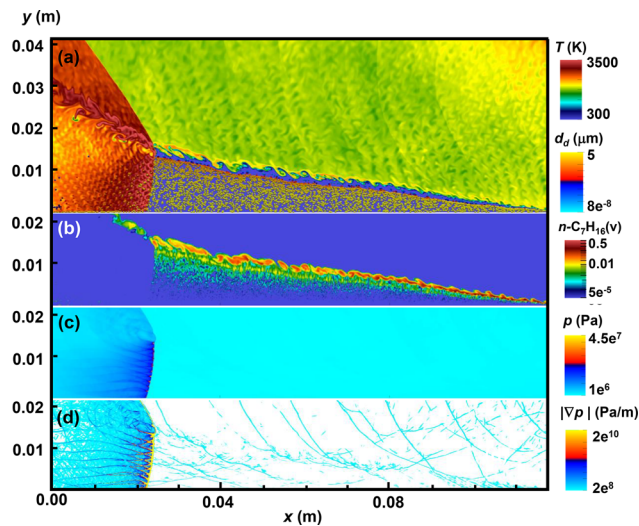 y (m)
0.04
(a)
0.03
0.02
0.01
0.00
T (K)
3500
300
d_d (μm)
5
8e⁻⁸
0.02
(b)
0.01
n-C₇H₁₆(v)
0.5
0.01
5e⁻⁵
0.02
(c)
0.01
p (Pa)
4.5e⁷
1e⁶
0.02
(d)
0.01
|∇p | (Pa/m)
2e¹⁰
2e⁸
0.00 0.04 0.08
x (m)